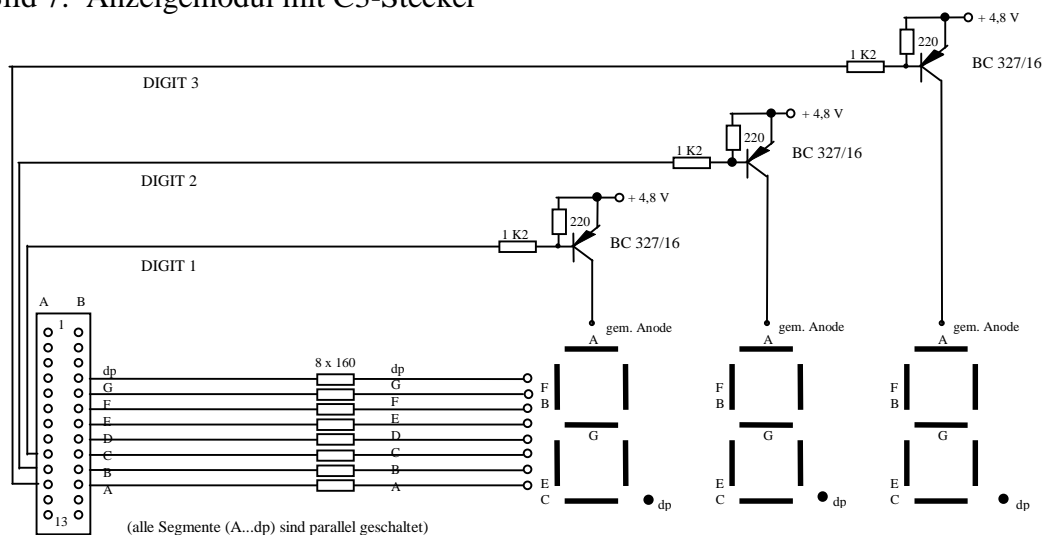 Bild 7: Anzeigemodul mit C3-Stecker
+ 4,8 V
220
1 K2
BC 327/16
DIGIT 3
+ 4,8 V
220
1 K2
BC 327/16
DIGIT 2
+ 4,8 V
220
1 K2
BC 327/16
DIGIT 1
A B
1
13
dp
G
F
E
D
C
B
A
8 x 160
dp
G
F
E
D
C
B
A
gem. Anode
A
F
B
G
E
C
dp
gem. Anode
A
F
B
G
E
C
dp
gem. Anode
A
F
B
G
E
C
dp
(alle Segmente (A...dp) sind parallel geschaltet)